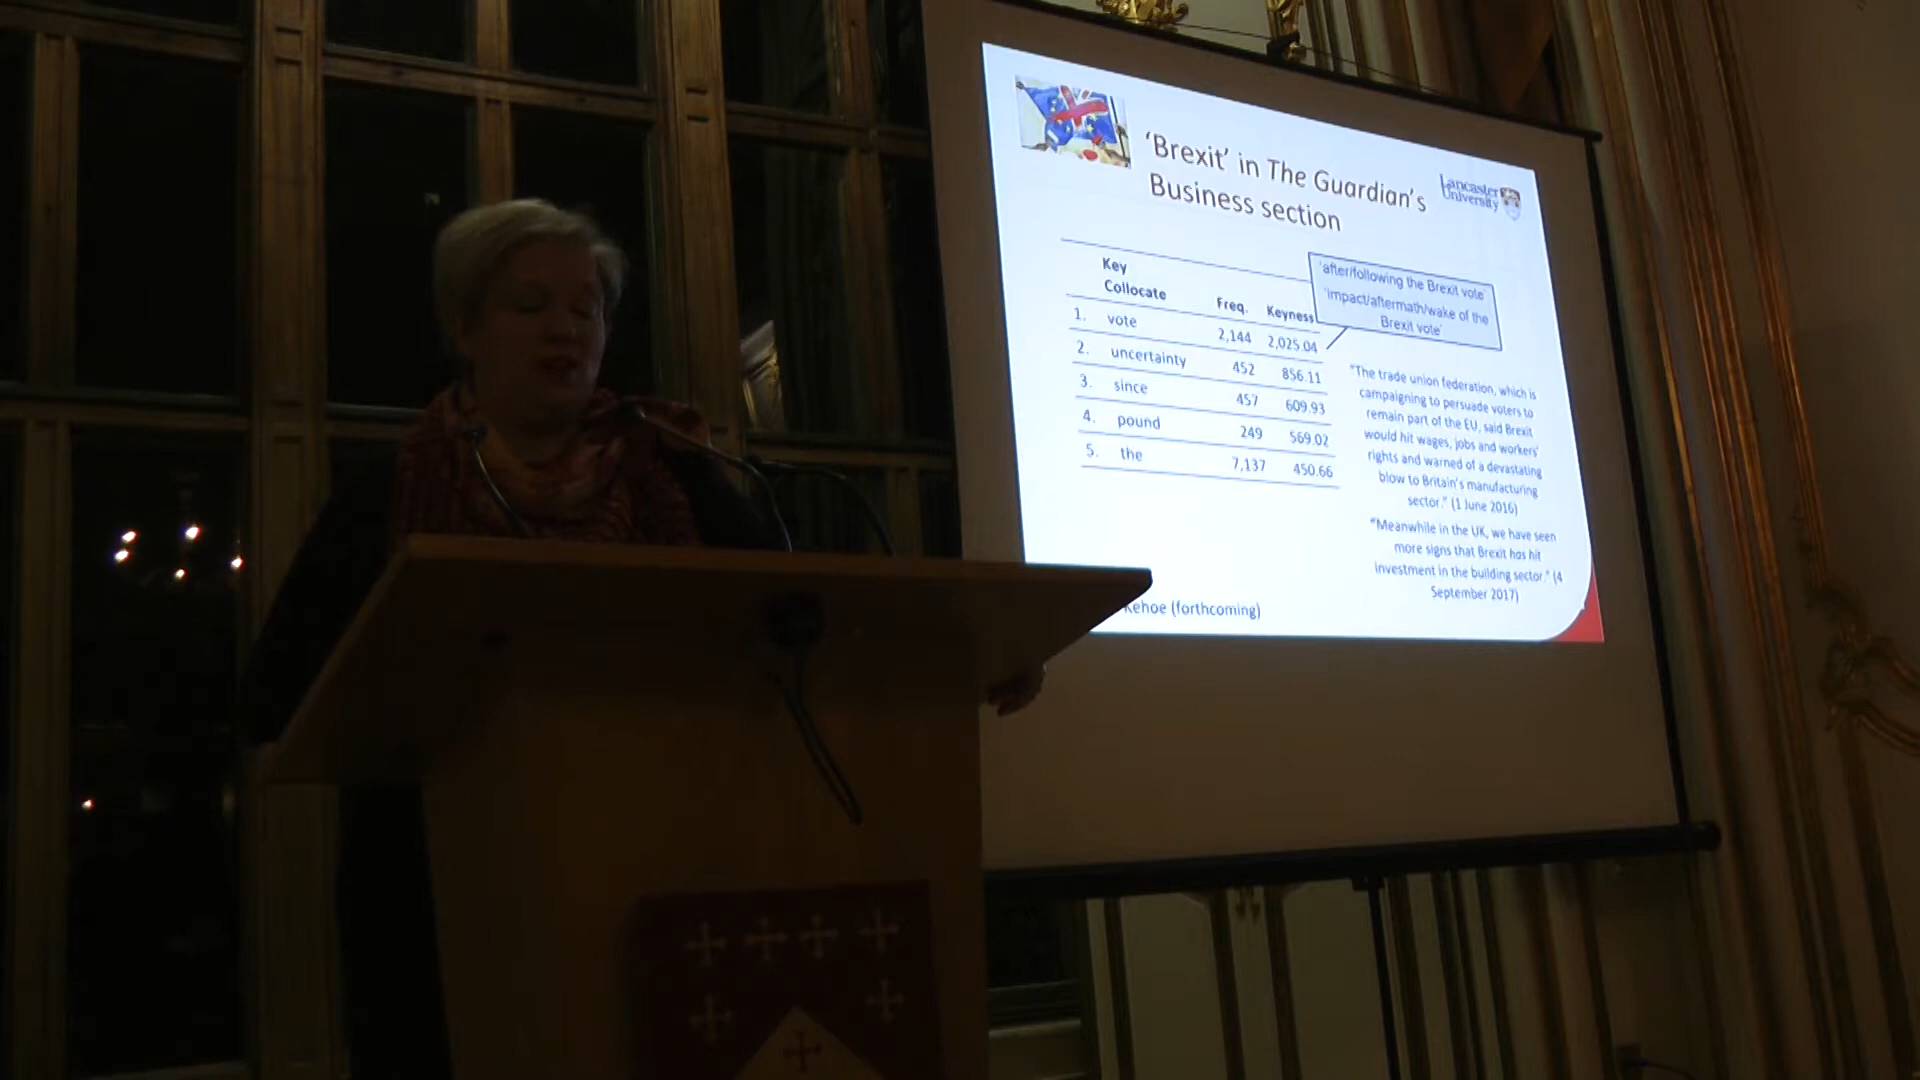 ‘Brexit’ in The Guardian’s
Business section
Lancaster
University
Key
Collocate Freq. Keyness
1. vote 2,144 2,025.04
2. uncertainty 452 856.11
3. since 457 609.93
4. pound 249 569.02
5. the 7,137 450.66
‘after/following the Brexit vote’
‘impact/aftermath/wake of the
Brexit vote’
“The trade union federation, which is
campaigning to persuade voters to
remain part of the EU, said Brexit
would hit wages, jobs and workers’
rights and warned of a devastating
blow to Britain’s manufacturing
sector.” (1 June 2016)
“Meanwhile in the UK, we have seen
more signs that Brexit has hit
investment in the building sector.” (4
September 2017)
Kehoe (forthcoming)